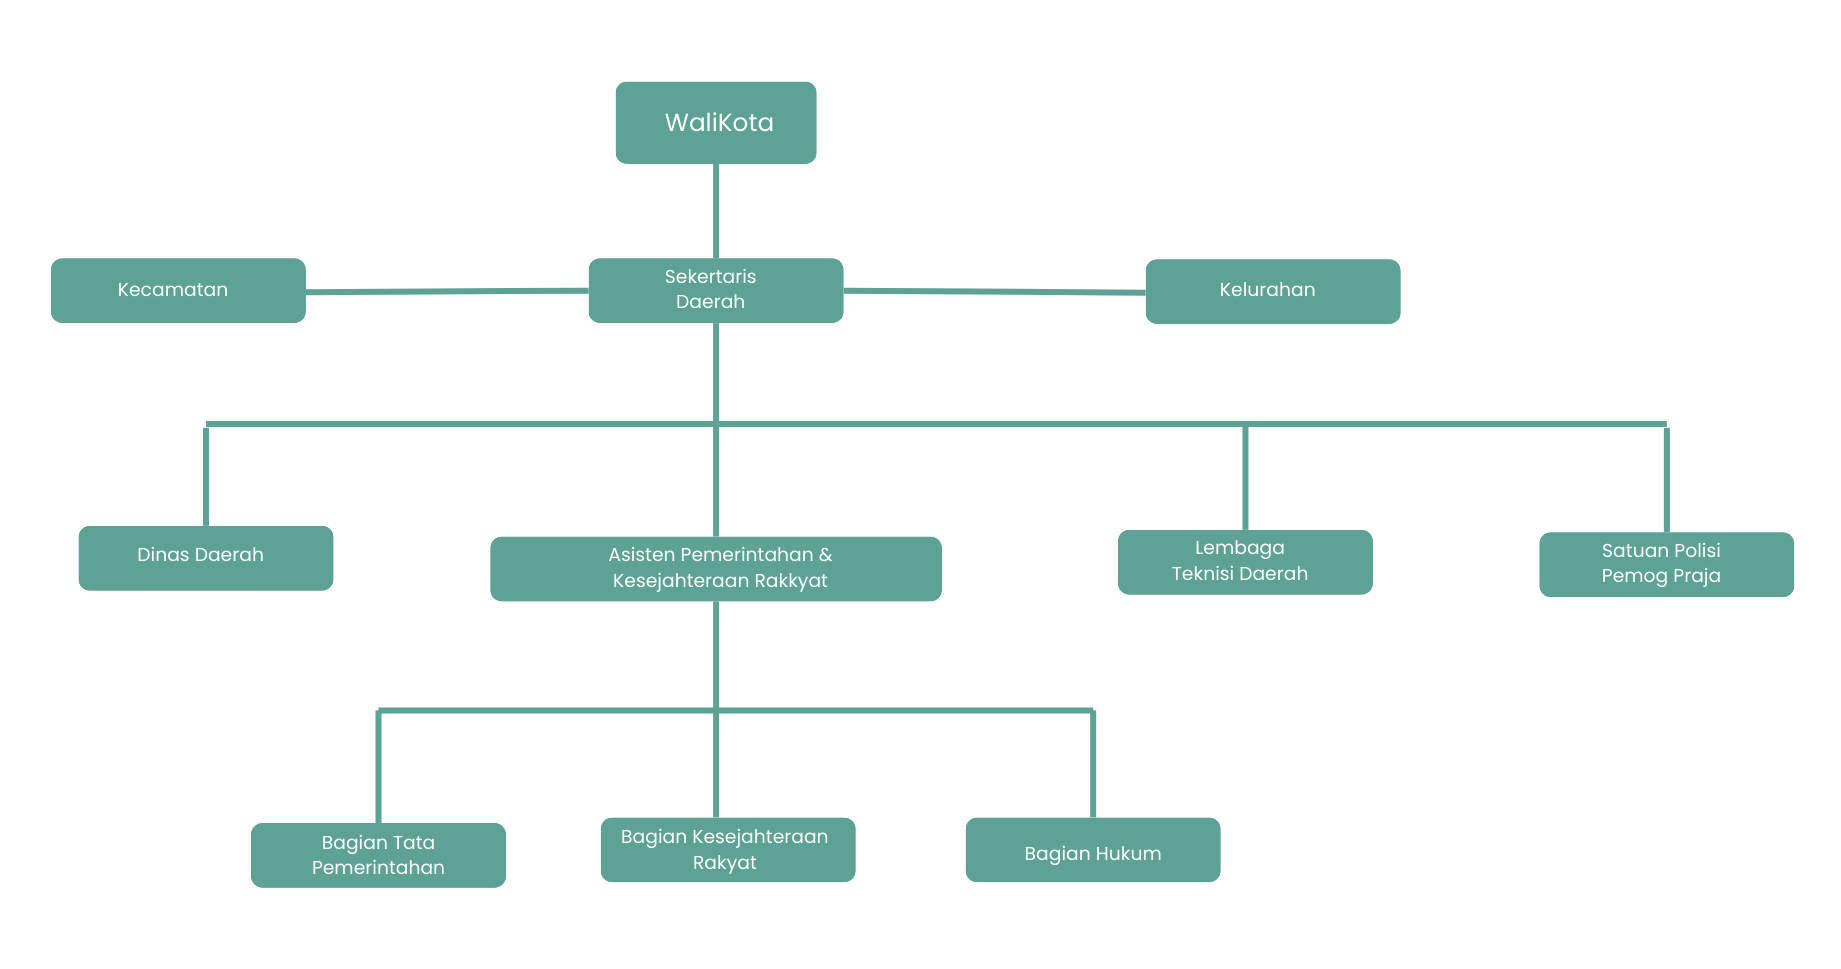 WaliKota
Kecamatan
Sekertaris
Daerah
Kelurahan
Dinas Daerah
Asisten Pemerintahan &
Kesejahteraan Rakkyat
Lembaga
Teknisi Daerah
Satuan Polisi
Pemog Praja
Bagian Tata
Pemerintahan
Bagian Kesejahteraan
Rakyat
Bagian Hukum